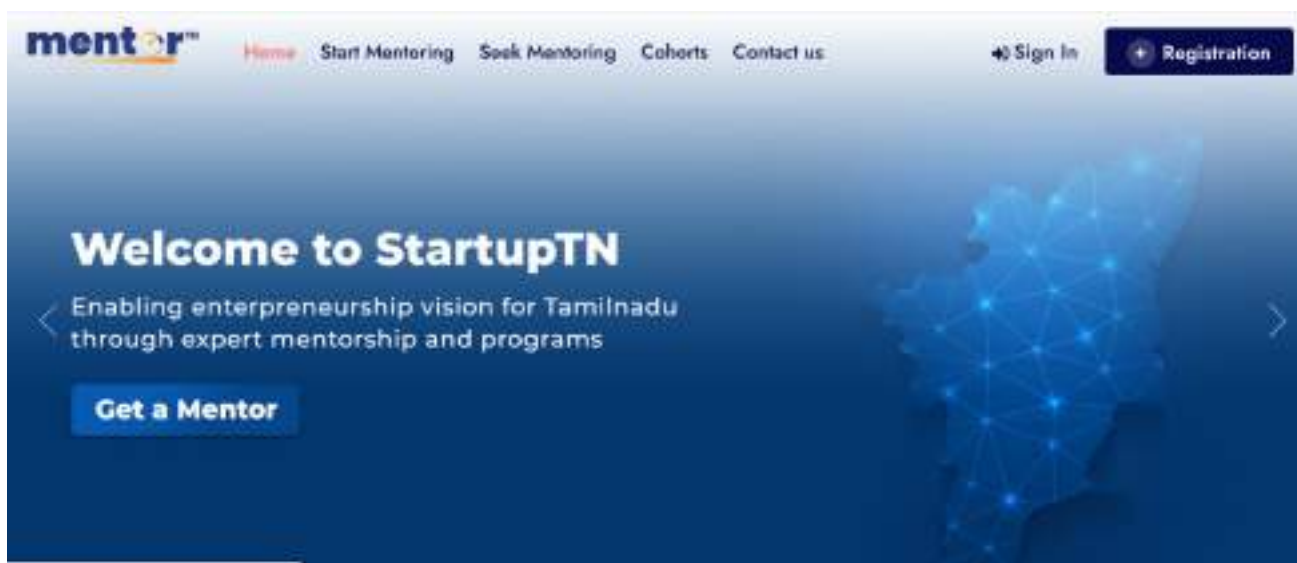 mentor™
Home Start Mentoring Seek Mentoring Cohorts Contact us Sign In + Registration
Welcome to StartupTN
Enabling enterpreneurship vision for Tamilnadu
through expert mentorship and programs
Get a Mentor